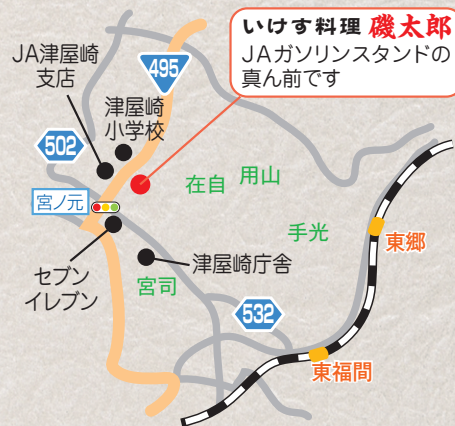 いけす料理 磯太郎
JAガソリンスタンドの
真ん前です
JA津屋崎
支店
495
津屋崎
小学校
502
在自
用山
宮ノ元
手光
東郷
セブン
イレブン
津屋崎庁舎
宮司
532
東福間